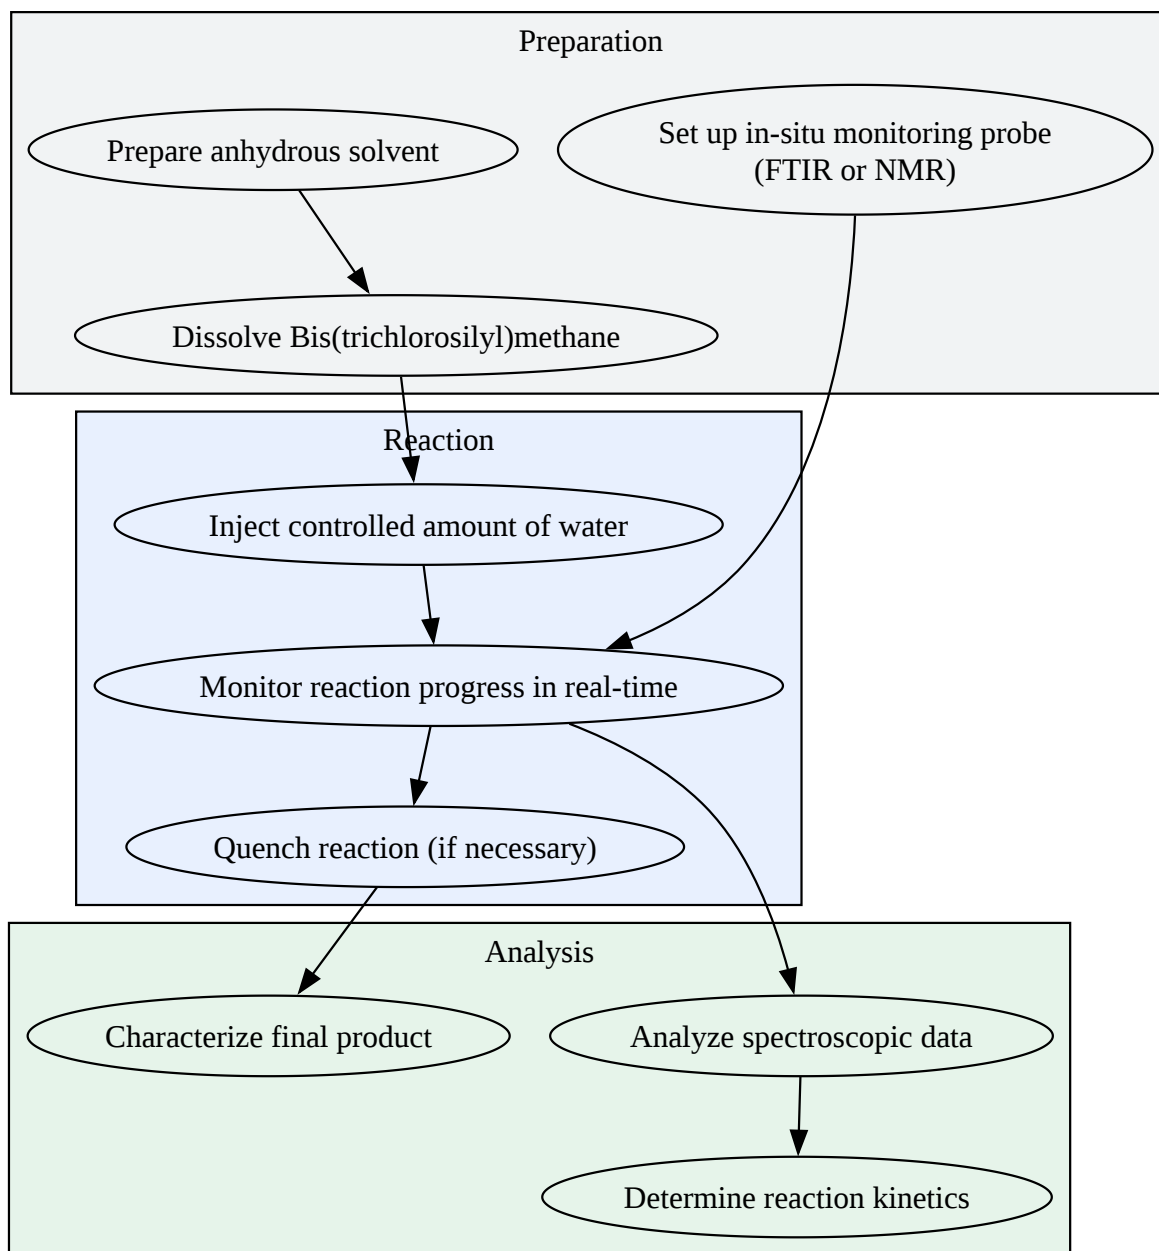 Preparation
Prepare anhydrous solvent
Set up in-situ monitoring probe
(FTIR or NMR)
Dissolve Bis(trichlorosilyl)methane
Reaction
Inject controlled amount of water
Monitor reaction progress in real-time
Quench reaction (if necessary)
Analysis
Characterize final product
Analyze spectroscopic data
Determine reaction kinetics